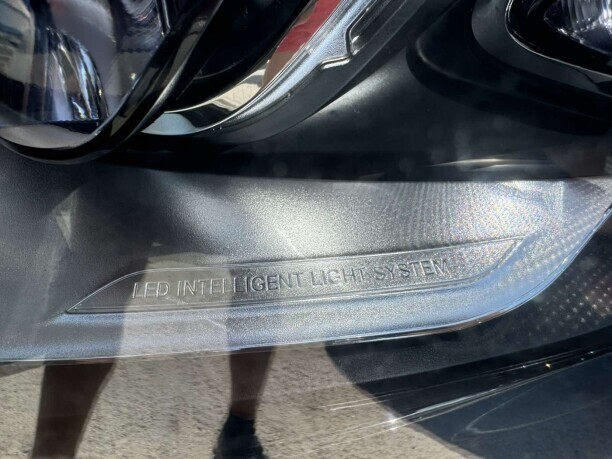 LED INTELLIGENT LIGHT SYSTEM